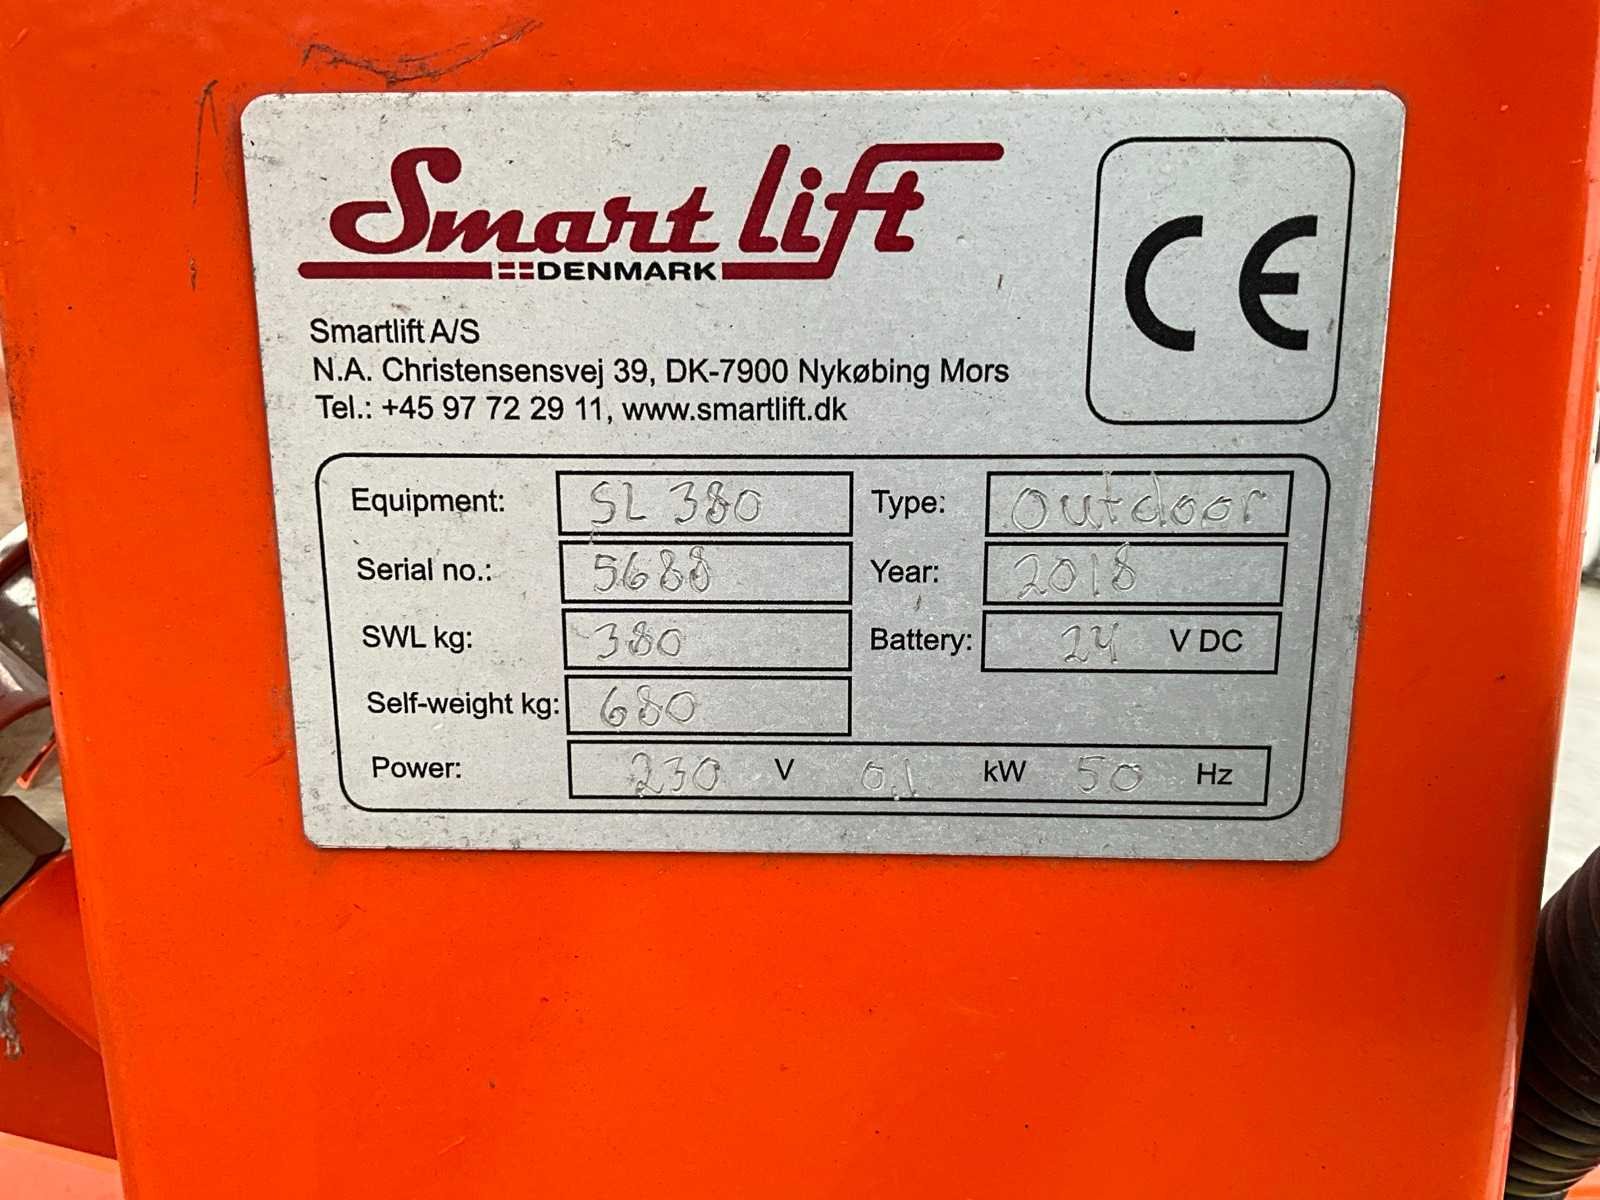 Smart lift
DENMARK
CE
Smartlift A/S
N.A. Christensensvej 39, DK-7900 Nykøbing Mors
Tel.: +45 97 72 29 11, www.smartlift.dk
Equipment: SL 380 Type: Outdoor
Serial no.: 5688 Year: 2018
SWL kg: 380 Battery: 24 V DC
Self-weight kg: 680
Power: 230 V 0,1 kW 50 Hz